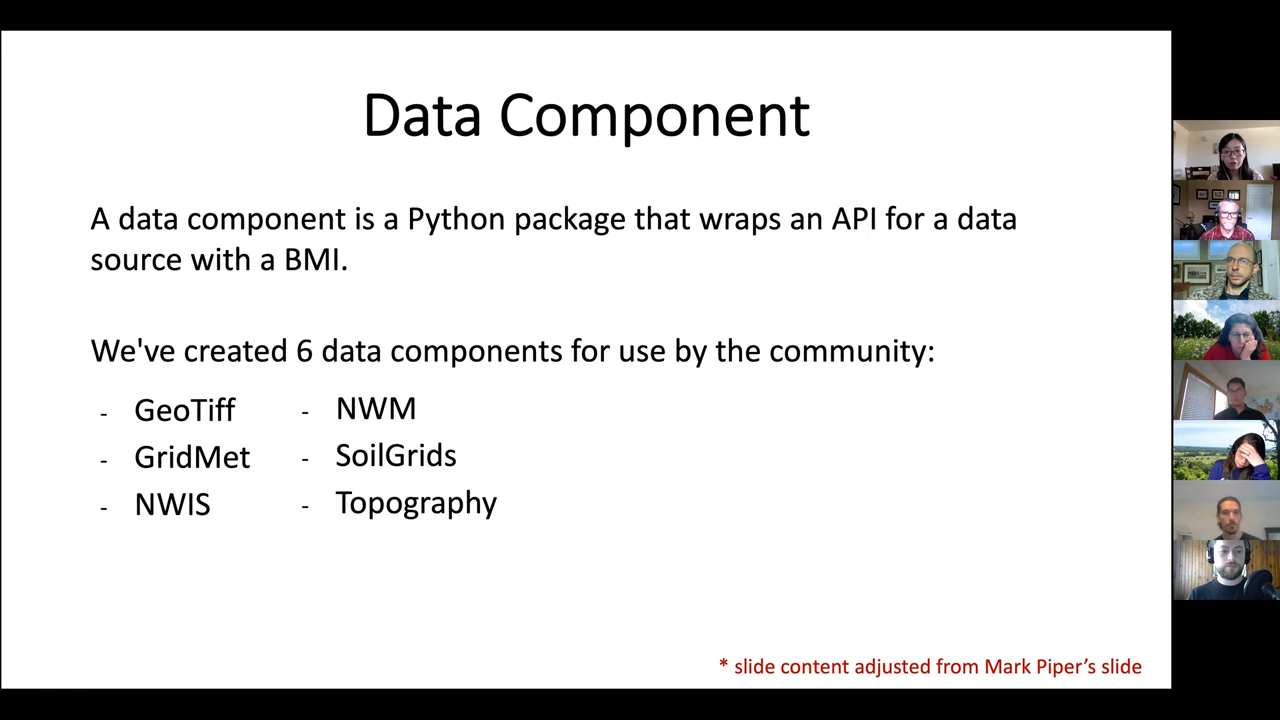 Data Component
A data component is a Python package that wraps an API for a data
source with a BMI.
We've created 6 data components for use by the community:
- GeoTiff
- GridMet
- NWIS
- NWM
- SoilGrids
- Topography
* slide content adjusted from Mark Piper’s slide